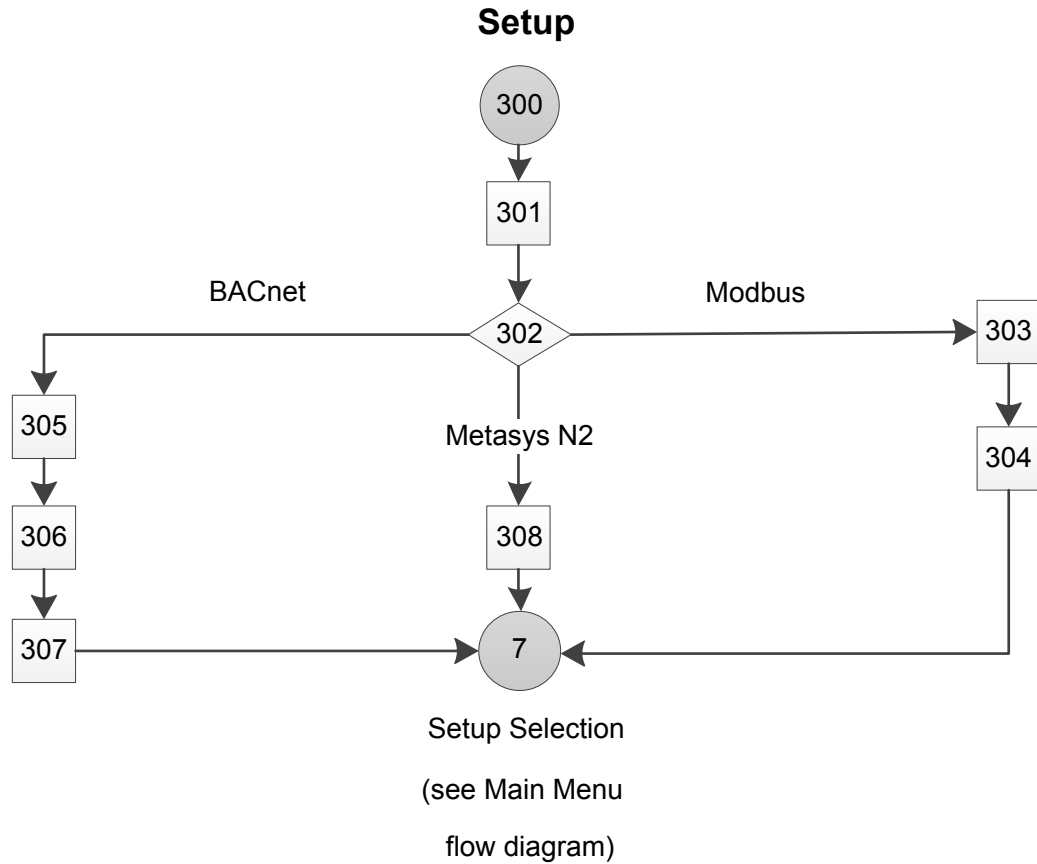 Setup
300
301
BACnet
Modbus
302
303
305
Metasys N2
304
306
308
307
7
Setup Selection
(see Main Menu
flow diagram)